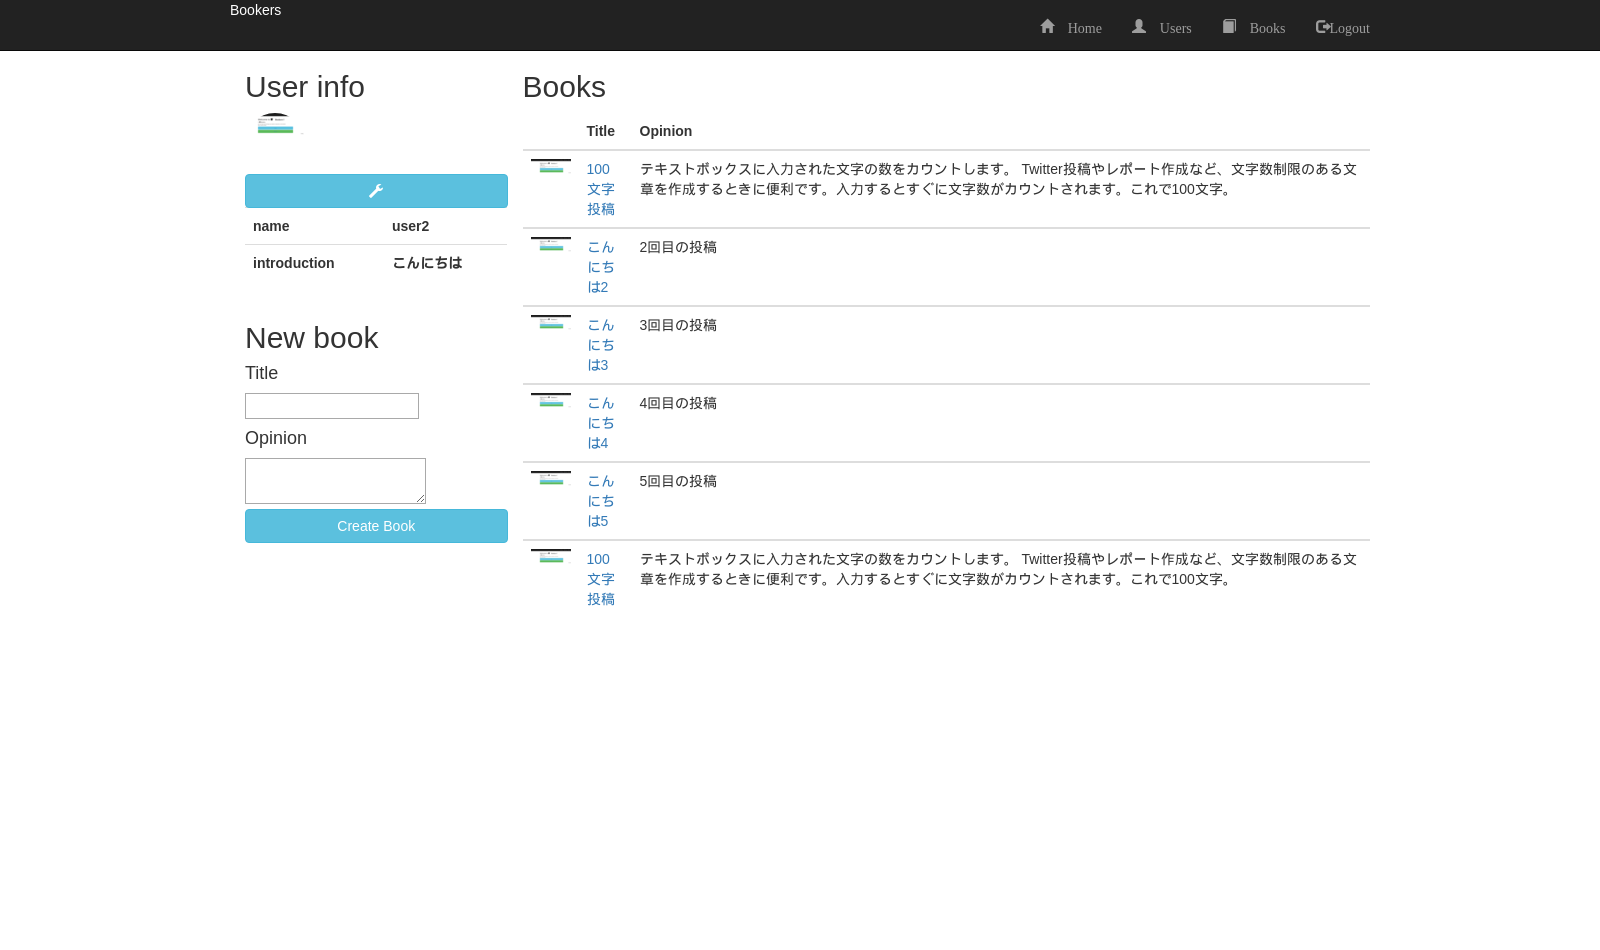 Bookers
Home Users Books Logout
User info
name user2
introduction こんにちは
New book
Title
Opinion
Create Book
Books
Title Opinion
100
文字
投稿
テキストボックスに入力された文字の数をカウントします。 Twitter投稿やレポート作成など、文字数制限のある文
章を作成するときに便利です。入力するとすぐに文字数がカウントされます。これで100文字。
こん
にち
は2
2回目の投稿
こん
にち
は3
3回目の投稿
こん
にち
は4
4回目の投稿
こん
にち
は5
5回目の投稿
100
文字
投稿
テキストボックスに入力された文字の数をカウントします。 Twitter投稿やレポート作成など、文字数制限のある文
章を作成するときに便利です。入力するとすぐに文字数がカウントされます。これで100文字。